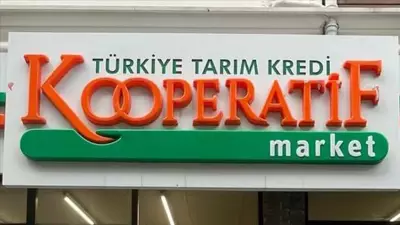 TÜRKİYE TARIM KREDİ
KOOPERATİF
market